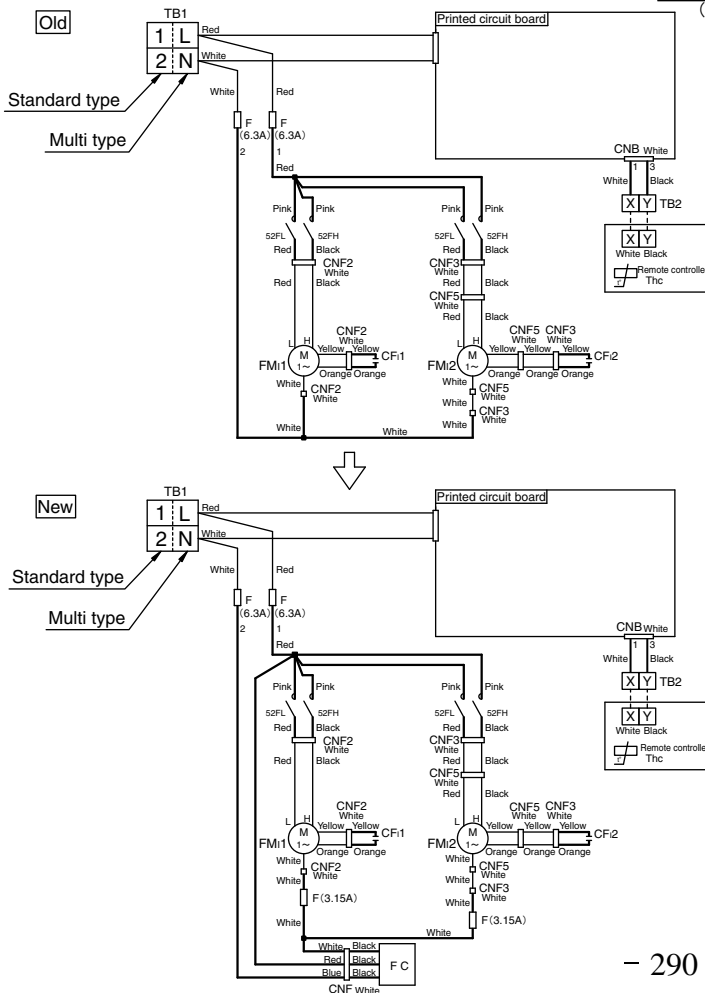 Old
TB1
1 L
2 N
Red
White
Standard type
Multi type
White
Red
F
(6.3A)
2
F
(6.3A)
1
Red
Printed circuit board
CNB White
1 3
White Black
X Y TB2
X Y
White Black
Remote controlle
Thc
t°
Pink Pink Pink Pink
52FL 52FH 52FL 52FH
Red Black Red Black
CNF2
White
CNF3
White
Red Black Red Black
CNF5
White
Red Black
CNF2
White
CNF5 CNF3
White White
L H
L H
Yellow Yellow
Yellow Yellow Yellow
FMI1
M
1~
CFI1
FMI2
M
1~
CFI2
Orange Orange
Orange Orange Orange
White
CNF2
White
White
White
CNF5
White
White
CNF3
White
White
White
New
TB1
1 L
2 N
Red
White
Standard type
Multi type
White
Red
F
(6.3A)
2
F
(6.3A)
1
Red
Printed circuit board
CNB White
1 3
White Black
X Y TB2
X Y
White Black
Remote controlle
Thc
t°
Pink Pink Pink Pink
52FL 52FH 52FL 52FH
Red Black Red Black
CNF2
White
CNF3
White
Red Black Red Black
CNF5
White
Red Black
CNF2
White
CNF5 CNF3
White White
L H
L H
Yellow Yellow
Yellow Yellow Yellow
FMI1
M
1~
CFI1
FMI2
M
1~
CFI2
Orange Orange
Orange Orange Orange
White
CNF2
White
White
F(3.15A)
White
White
CNF5
White
White
CNF3
White
White
F(3.15A)
White
White Black
Red Black
Blue Black
F C
CNF White
– 290